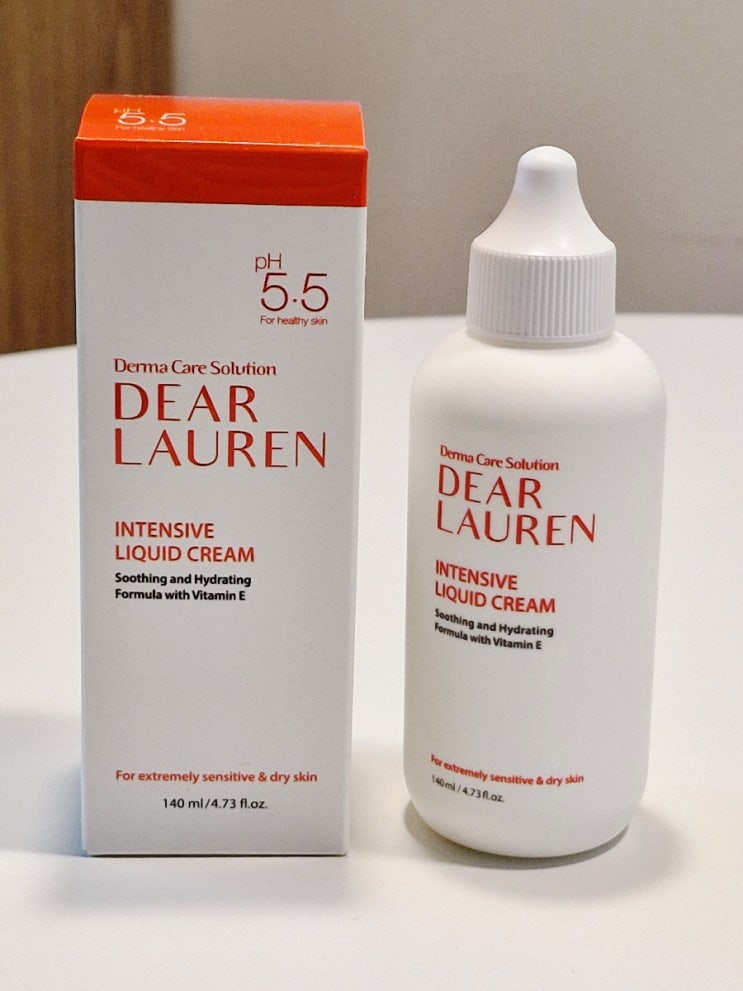 pH
5.5
For healthy skin
pH
5.5
For healthy skin
Derma Care Solution
DEAR
LAUREN
INTENSIVE
LIQUID CREAM
Soothing and Hydrating
Formula with Vitamin E
For extremely sensitive & dry skin
140 ml/4.73 fl.oz.
Derma Care Solution
DEAR
LAUREN
INTENSIVE
LIQUID CREAM
Soothing and Hydrating
Formula with Vitamin E
For extremely sensitive & dry skin
140 ml / 4.73 fl.oz.